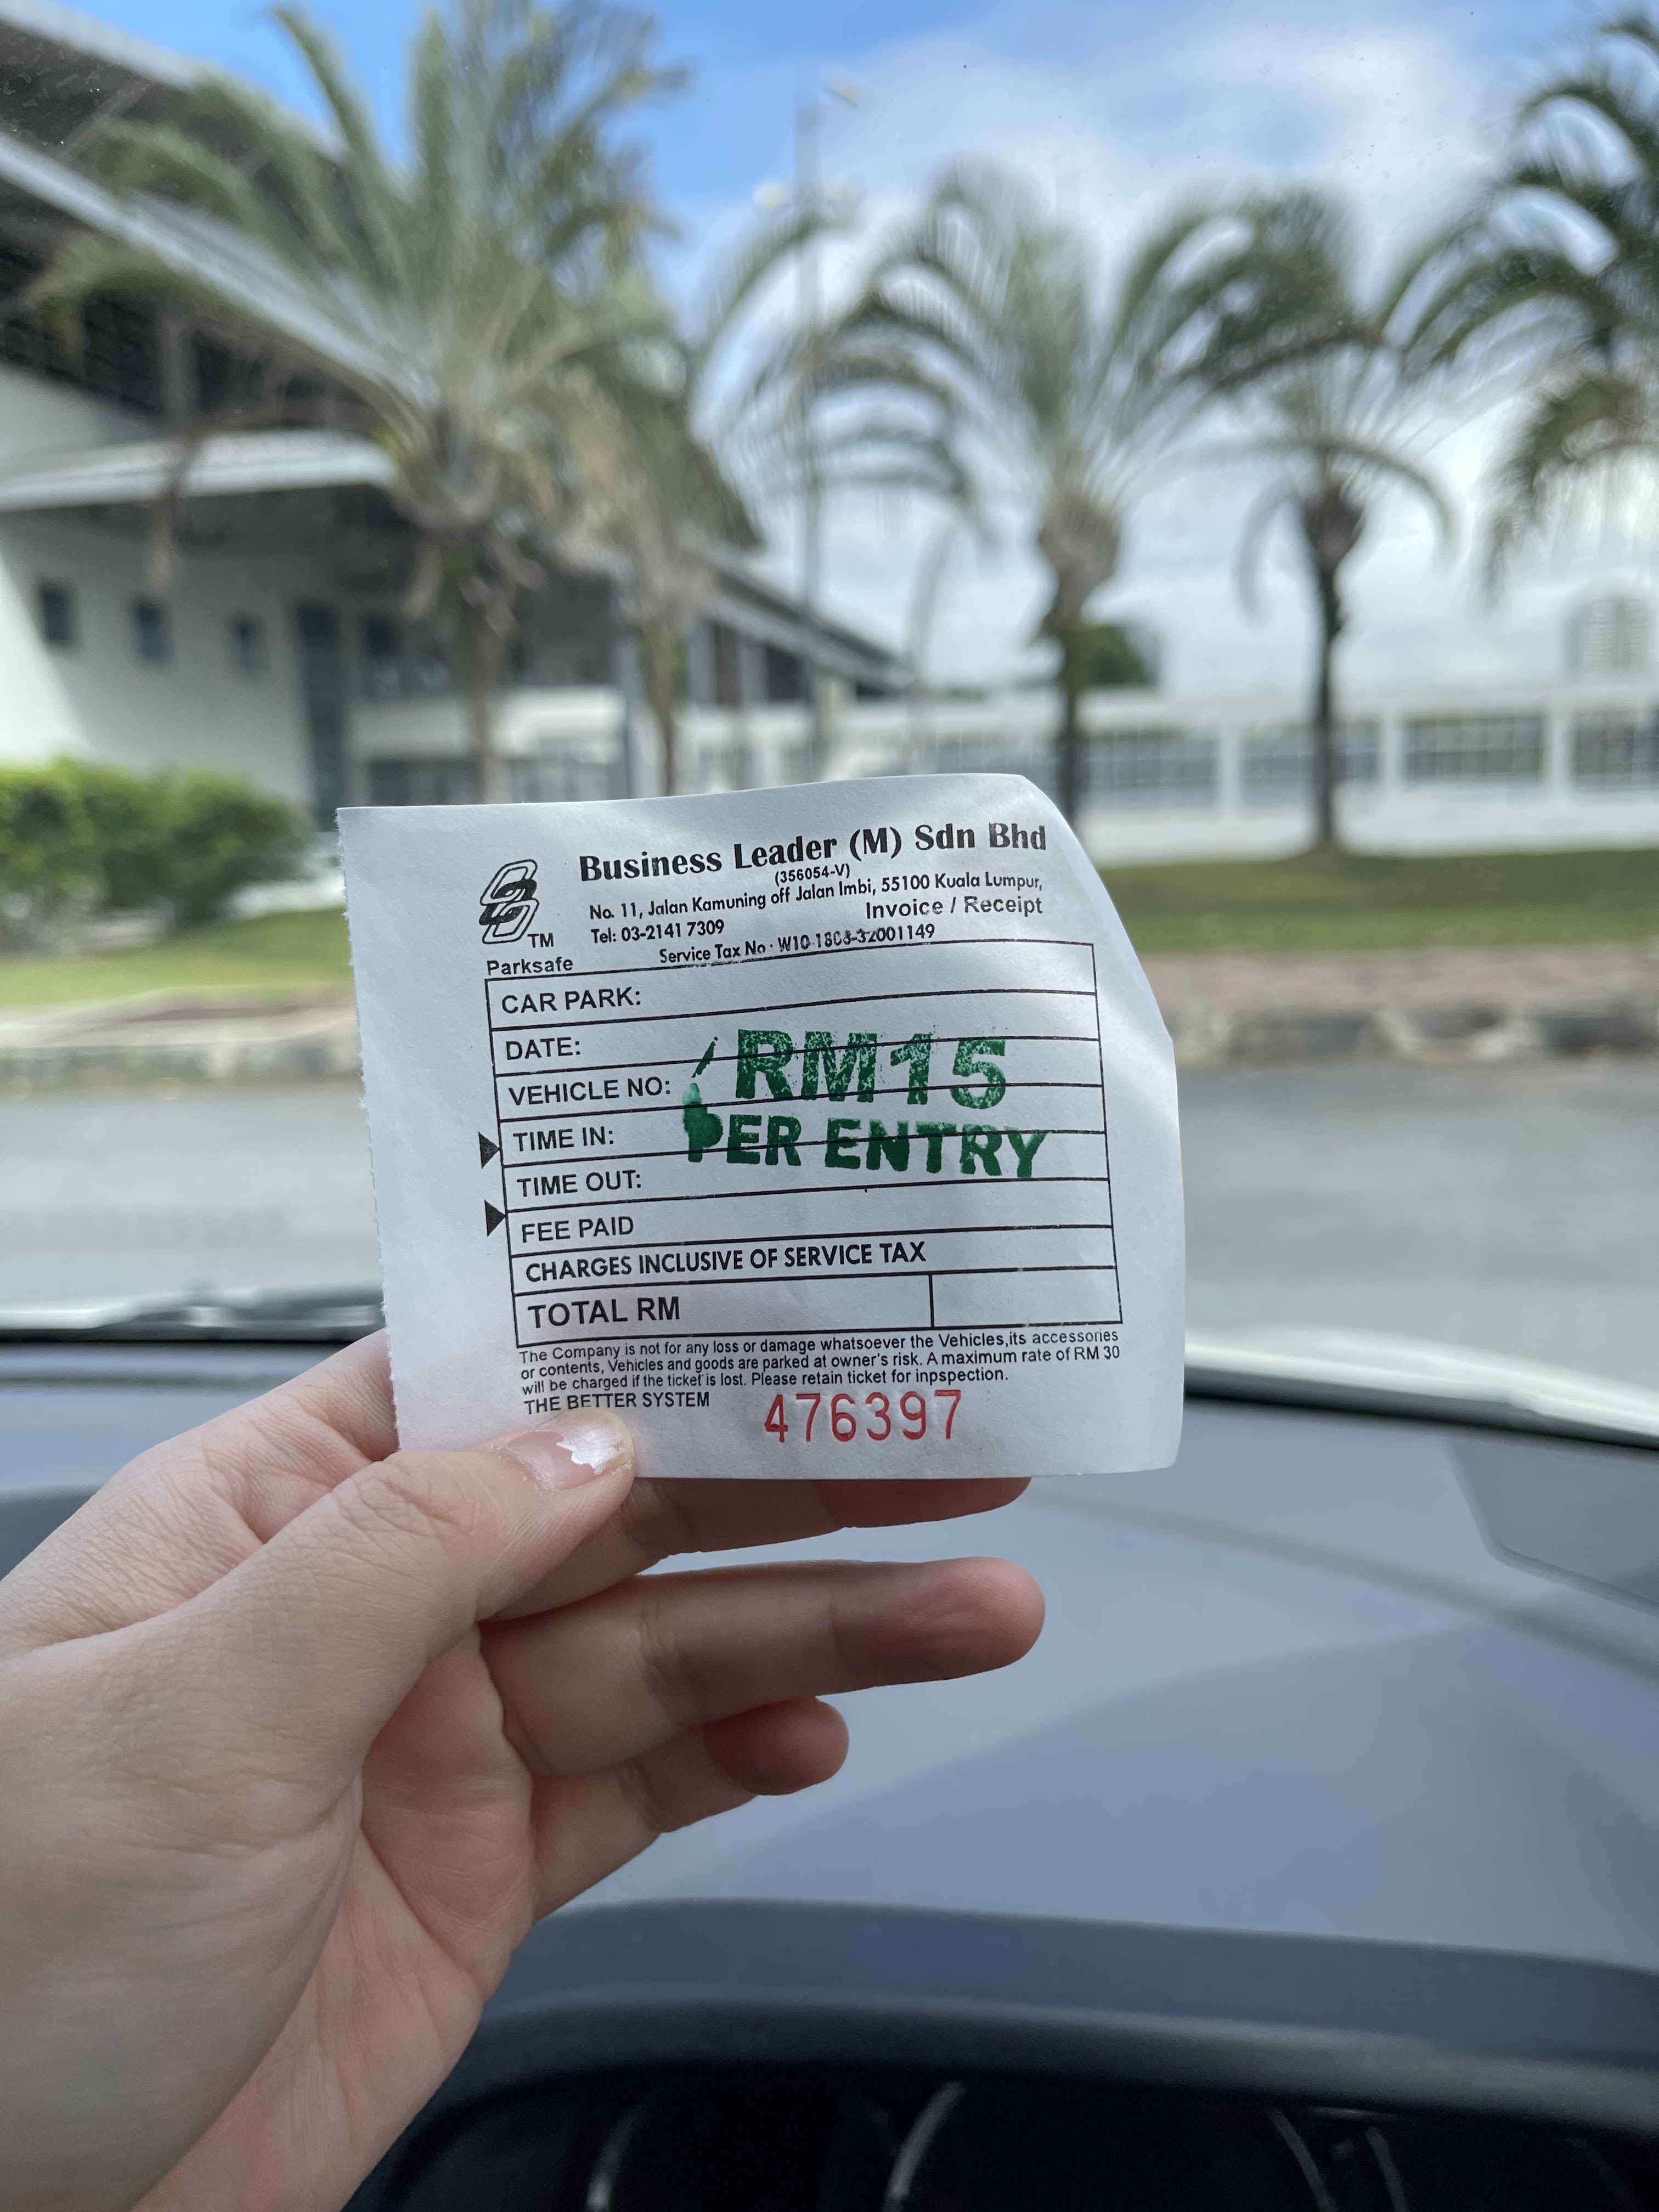 Business Leader (M) Sdn Bhd
(356054-V)
No. 11, Jalan Kamuning off Jalan Imbi, 55100 Kuala Lumpur,
Tel: 03-2141 7309
Invoice / Receipt
Service Tax No : W10-1808-32001149
TM
Parksafe
CAR PARK:
DATE:
VEHICLE NO:
RM15
PER ENTRY
TIME IN:
TIME OUT:
FEE PAID
CHARGES INCLUSIVE OF SERVICE TAX
TOTAL RM
The Company is not for any loss or damage whatsoever the Vehicles,its accessories
or contents, Vehicles and goods are parked at owner's risk. A maximum rate of RM 30
will be charged if the ticket is lost. Please retain ticket for inpspection.
THE BETTER SYSTEM
476397